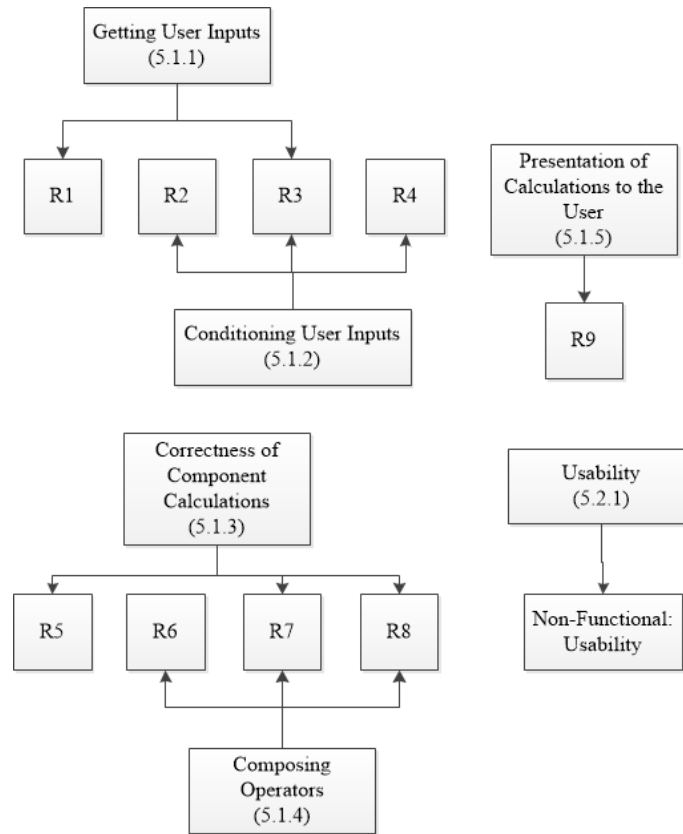 Getting User Inputs
(5.1.1)
R1
R2
R3
R4
Presentation of
Calculations to the
User
(5.1.5)
Conditioning User Inputs
(5.1.2)
R9
Correctness of
Component
Calculations
(5.1.3)
Usability
(5.2.1)
R5
R6
R7
R8
Non-Functional:
Usability
Composing
Operators
(5.1.4)